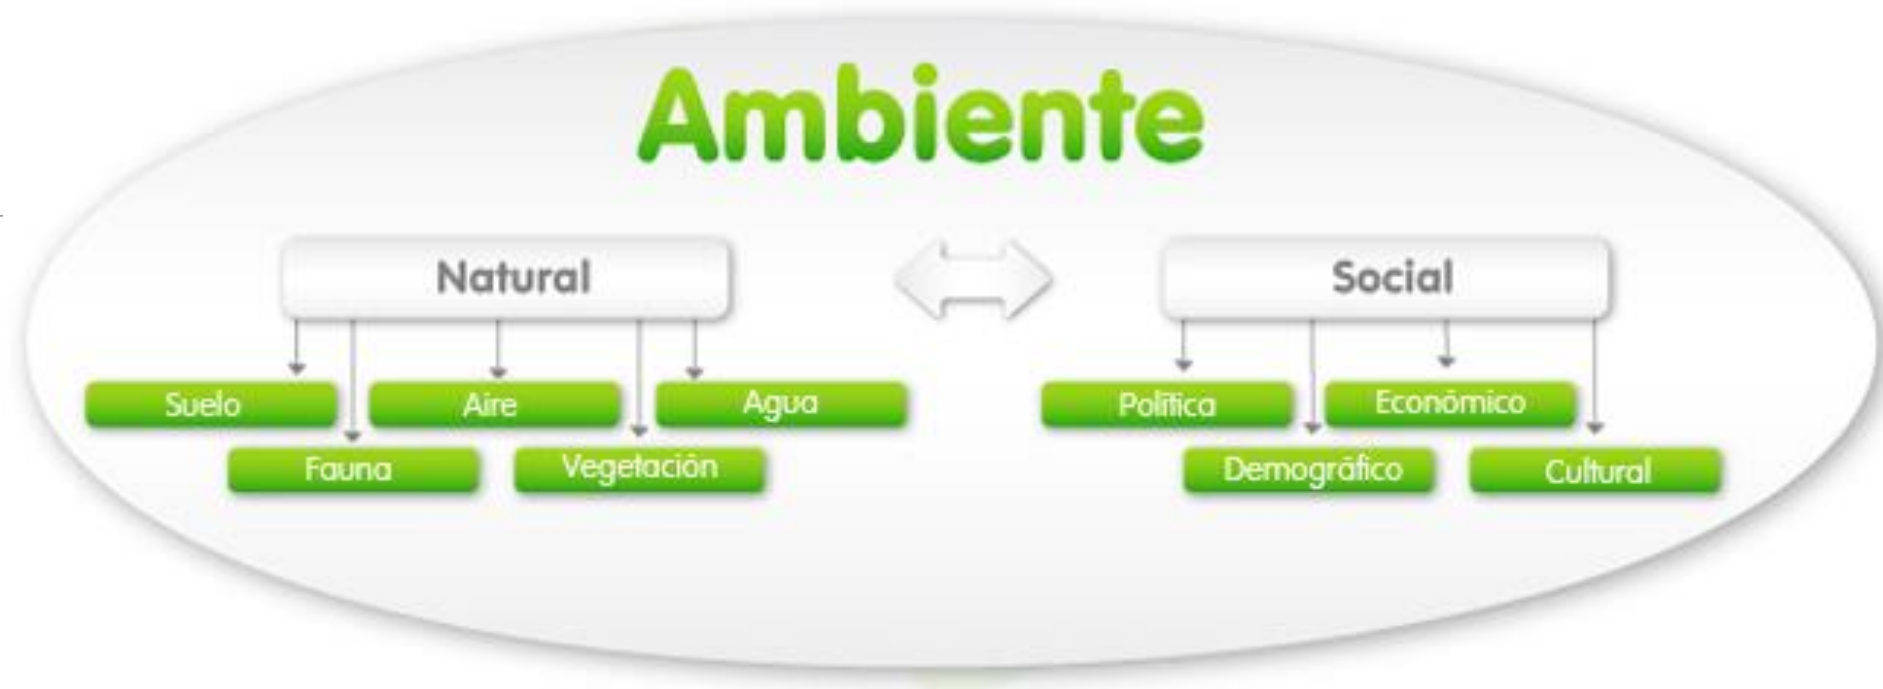 Ambiente
Natural
Social
Suelo
Aire
Agua
Fauna
Vegetación
Política
Económico
Demográfico
Cultural